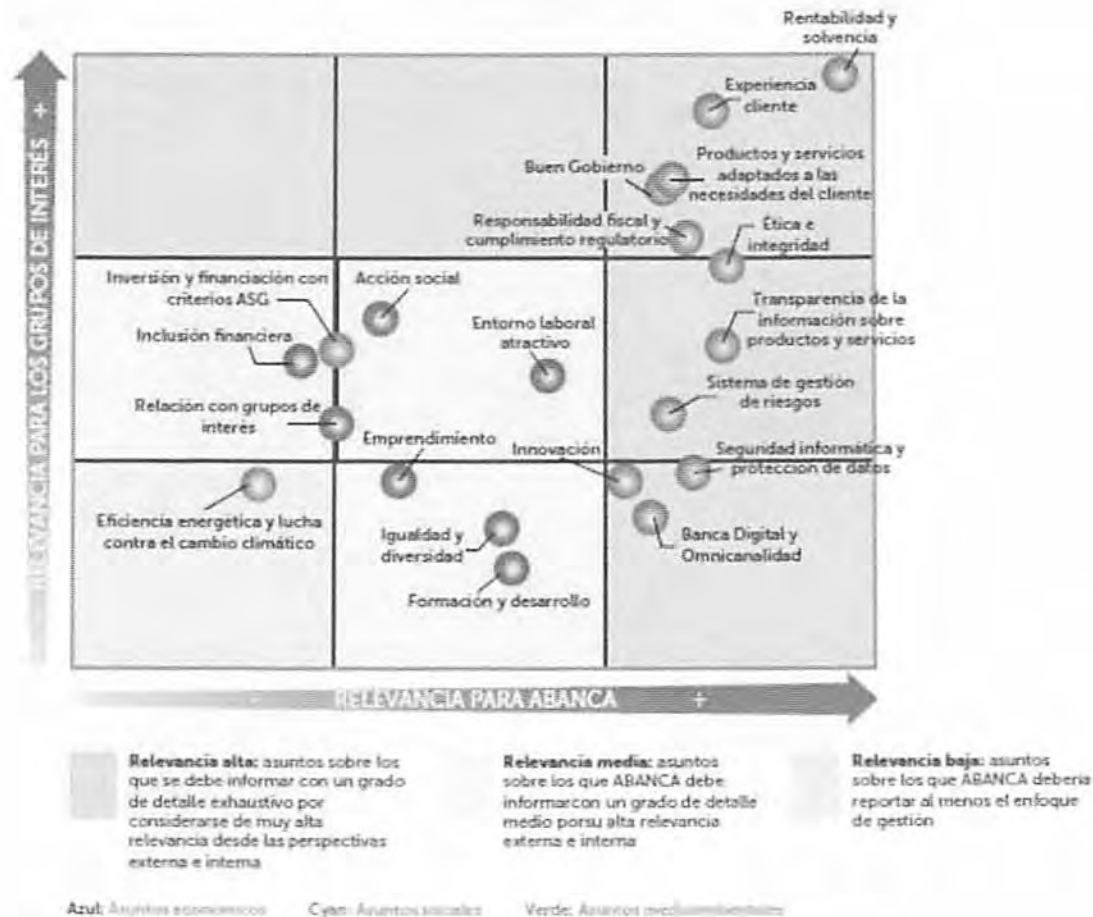 Rentabilidad y
solvencia
Experiencia
cliente
Buen Gobierno
Productos y servicios
adaptados a las
necesidades del cliente
Responsabilidad fiscal y
cumplimiento regulatorio
Ética e
integridad
Inversión y financiación con
criterios ASG
Acción social
Inclusión financiera
Entorno laboral
atractivo
Transparencia de la
información sobre
productos y servicios
Relación con grupos de
interés
Sistema de gestión
de riesgos
Emprendimiento
Innovación
Seguridad informática y
protección de datos
Eficiencia energética y lucha
contra el cambio climático
Igualdad y
diversidad
Banca Digital y
Omnicanalidad
Formación y desarrollo
RELEVANCIA PARA LOS GRUPOS DE INTERÉS +
- RELEVANCIA PARA ABANCA +
Relevancia alta: asuntos sobre los
que se debe informar con un grado
de detalle exhaustivo por
considerarse de muy alta
relevancia desde las perspectivas
externa e interna
Relevancia media: asuntos
sobre los que ABANCA debe
informarcon un grado de detalle
medio porsu alta relevancia
externa e interna
Relevancia baja: asuntos
sobre los que ABANCA debería
reportar al menos el enfoque
de gestión
Azul: Asuntos económicos Cyan: Asuntos sociales Verde: Asuntos medioambientales